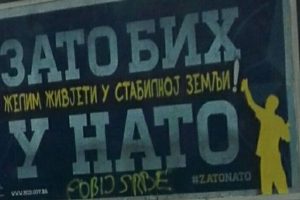 ЗАТО БИХ
ЖЕЛИМ ЖИВЈЕТИ У СТАБИЛНОЈ ЗЕМЉИ!
У НАТО
#ZATONATO